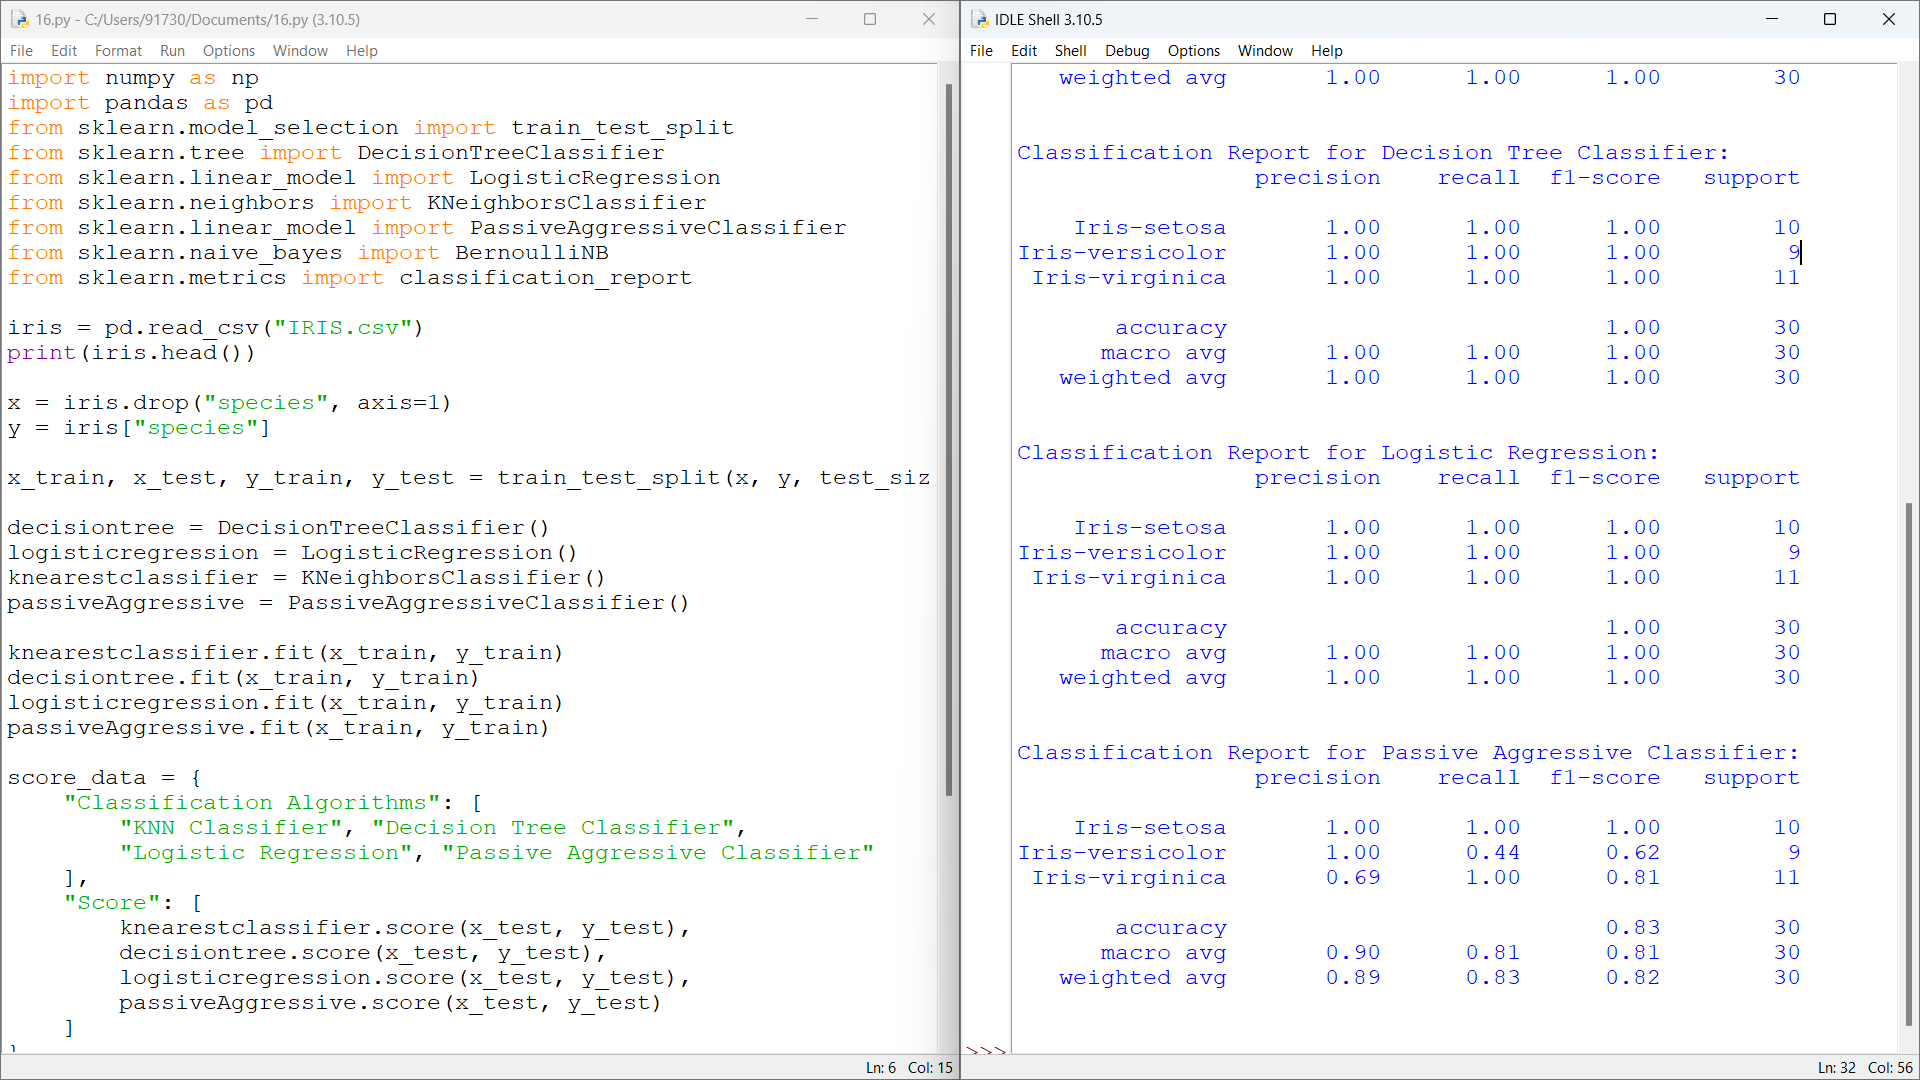 16.py - C:/Users/91730/Documents/16.py (3.10.5)
File Edit Format Run Options Window Help
import numpy as np
import pandas as pd
from sklearn.model_selection import train_test_split
from sklearn.tree import DecisionTreeClassifier
from sklearn.linear_model import LogisticRegression
from sklearn.neighbors import KNeighborsClassifier
from sklearn.linear_model import PassiveAggressiveClassifier
from sklearn.naive_bayes import BernoulliNB
from sklearn.metrics import classification_report

iris = pd.read_csv("IRIS.csv")
print(iris.head())

x = iris.drop("species", axis=1)
y = iris["species"]

x_train, x_test, y_train, y_test = train_test_split(x, y, test_siz

decisiontree = DecisionTreeClassifier()
logisticregression = LogisticRegression()
knearestclassifier = KNeighborsClassifier()
passiveAggressive = PassiveAggressiveClassifier()

knearestclassifier.fit(x_train, y_train)
decisiontree.fit(x_train, y_train)
logisticregression.fit(x_train, y_train)
passiveAggressive.fit(x_train, y_train)

score_data = {
    "Classification Algorithms": [
        "KNN Classifier", "Decision Tree Classifier",
        "Logistic Regression", "Passive Aggressive Classifier"
    ],
    "Score": [
        knearestclassifier.score(x_test, y_test),
        decisiontree.score(x_test, y_test),
        logisticregression.score(x_test, y_test),
        passiveAggressive.score(x_test, y_test)
    ]
Ln: 6 Col: 15
IDLE Shell 3.10.5
File Edit Shell Debug Options Window Help
weighted avg 1.00 1.00 1.00 30

Classification Report for Decision Tree Classifier:
precision recall f1-score support

Iris-setosa 1.00 1.00 1.00 10
Iris-versicolor 1.00 1.00 1.00 9
Iris-virginica 1.00 1.00 1.00 11

accuracy 1.00 30
macro avg 1.00 1.00 1.00 30
weighted avg 1.00 1.00 1.00 30

Classification Report for Logistic Regression:
precision recall f1-score support

Iris-setosa 1.00 1.00 1.00 10
Iris-versicolor 1.00 1.00 1.00 9
Iris-virginica 1.00 1.00 1.00 11

accuracy 1.00 30
macro avg 1.00 1.00 1.00 30
weighted avg 1.00 1.00 1.00 30

Classification Report for Passive Aggressive Classifier:
precision recall f1-score support

Iris-setosa 1.00 1.00 1.00 10
Iris-versicolor 1.00 0.44 0.62 9
Iris-virginica 0.69 1.00 0.81 11

accuracy 0.83 30
macro avg 0.90 0.81 0.81 30
weighted avg 0.89 0.83 0.82 30

>>>
Ln: 32 Col: 56